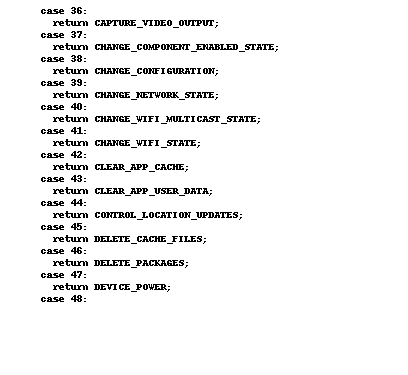 case 36:
return CAPTURE_VIDEO_OUTPUT;
case 37:
return CHANGE_COMPONENT_ENABLED_STATE;
case 38:
return CHANGE_CONFIGURATION;
case 39:
return CHANGE_NETWORK_STATE;
case 40:
return CHANGE_WIFI_MULTICAST_STATE;
case 41:
return CHANGE_WIFI_STATE;
case 42:
return CLEAR_APP_CACHE;
case 43:
return CLEAR_APP_USER_DATA;
case 44:
return CONTROL_LOCATION_UPDATES;
case 45:
return DELETE_CACHE_FILES;
case 46:
return DELETE_PACKAGES;
case 47:
return DEVICE_POWER;
case 48: